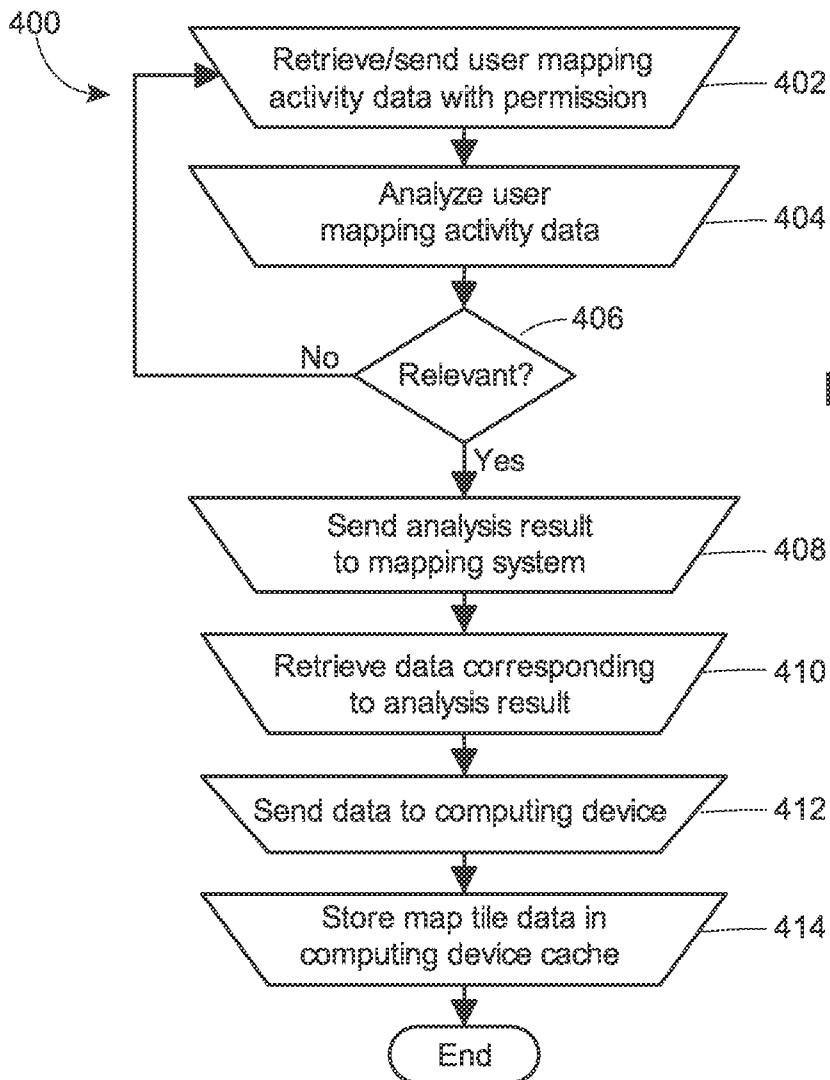 400
Retrieve/send user mapping
activity data with permission
402
Analyze user
mapping activity data
404
406
Relevant?
No
Yes
Send analysis result
to mapping system
408
Retrieve data corresponding
to analysis result
410
Send data to computing device
412
Store map tile data in
computing device cache
414
End